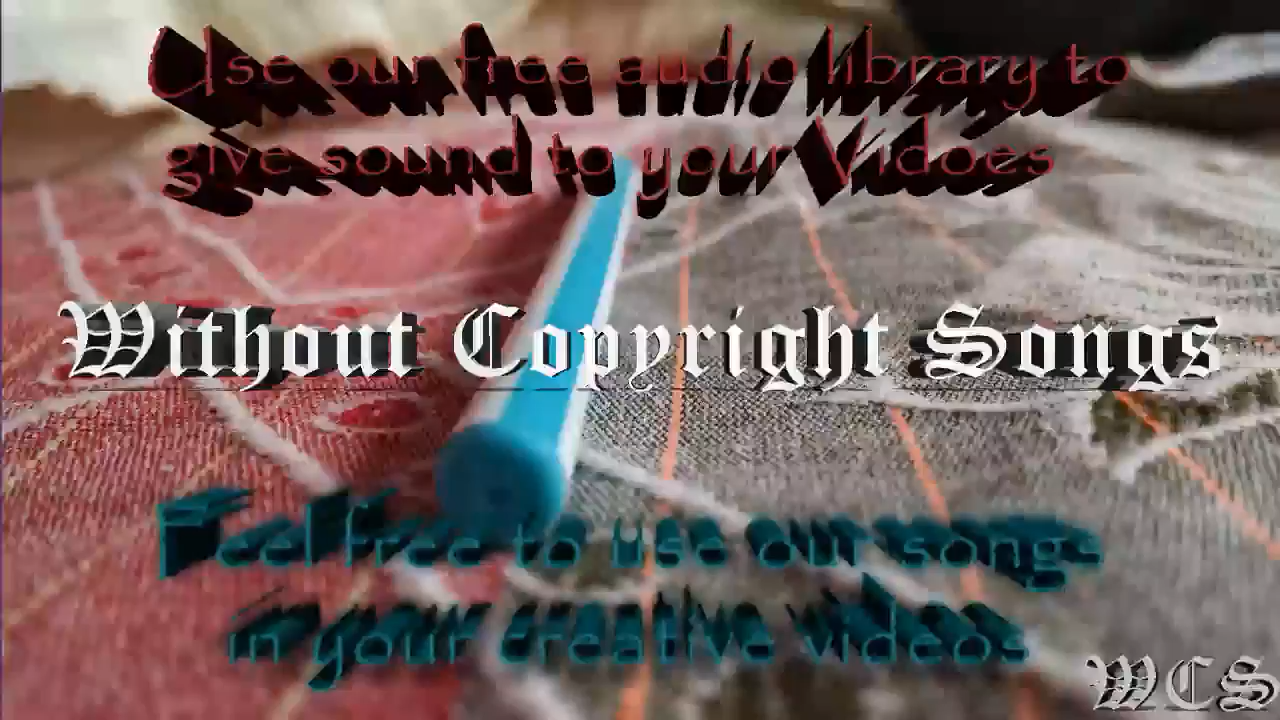 Use our free audio library to
give sound to your Vidoes
Without Copyright Songs
Feel free to use our songs
in your creative videos
WCS